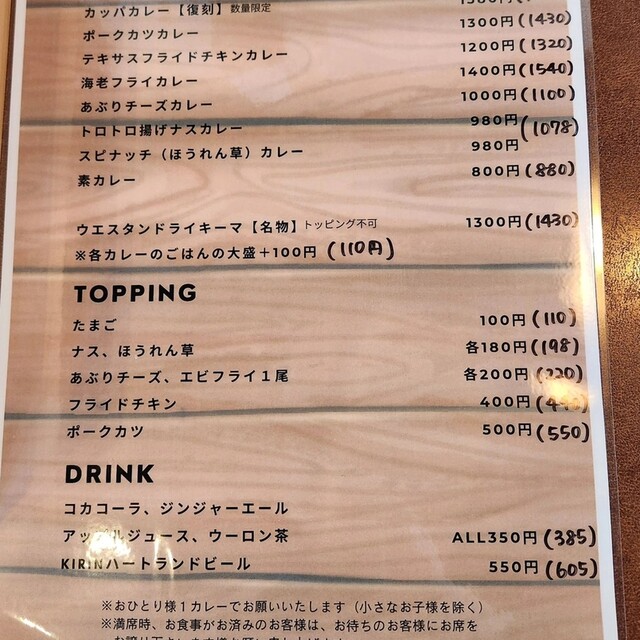 カッパカレー【復刻】数量限定 1300円(1430)
ポークカツカレー 1200円(1320)
テキサスフライドチキンカレー 1400円(1540)
海老フライカレー 1000円(1100)
あぶりチーズカレー 980円
トロトロ揚げナスカレー (1078)
スピナッチ（ほうれん草）カレー 980円
素カレー 800円(880)
ウエスタンドライキーマ【名物】トッピング不可 1300円(1430)
※各カレーのごはんの大盛＋100円 (110円)
TOPPING
たまご 100円(110)
ナス、ほうれん草 各180円(198)
あぶりチーズ、エビフライ１尾 各200円(220)
フライドチキン 400円
ポークカツ 500円(550)
DRINK
コカコーラ、ジンジャーエール
アップルジュース、ウーロン茶 ALL350円(385)
KIRINハートランドビール 550円(605)
※おひとり様１カレーでお願いいたします（小さなお子様を除く）
※満席時、お食事がお済みのお客様は、お待ちのお客様にお席を